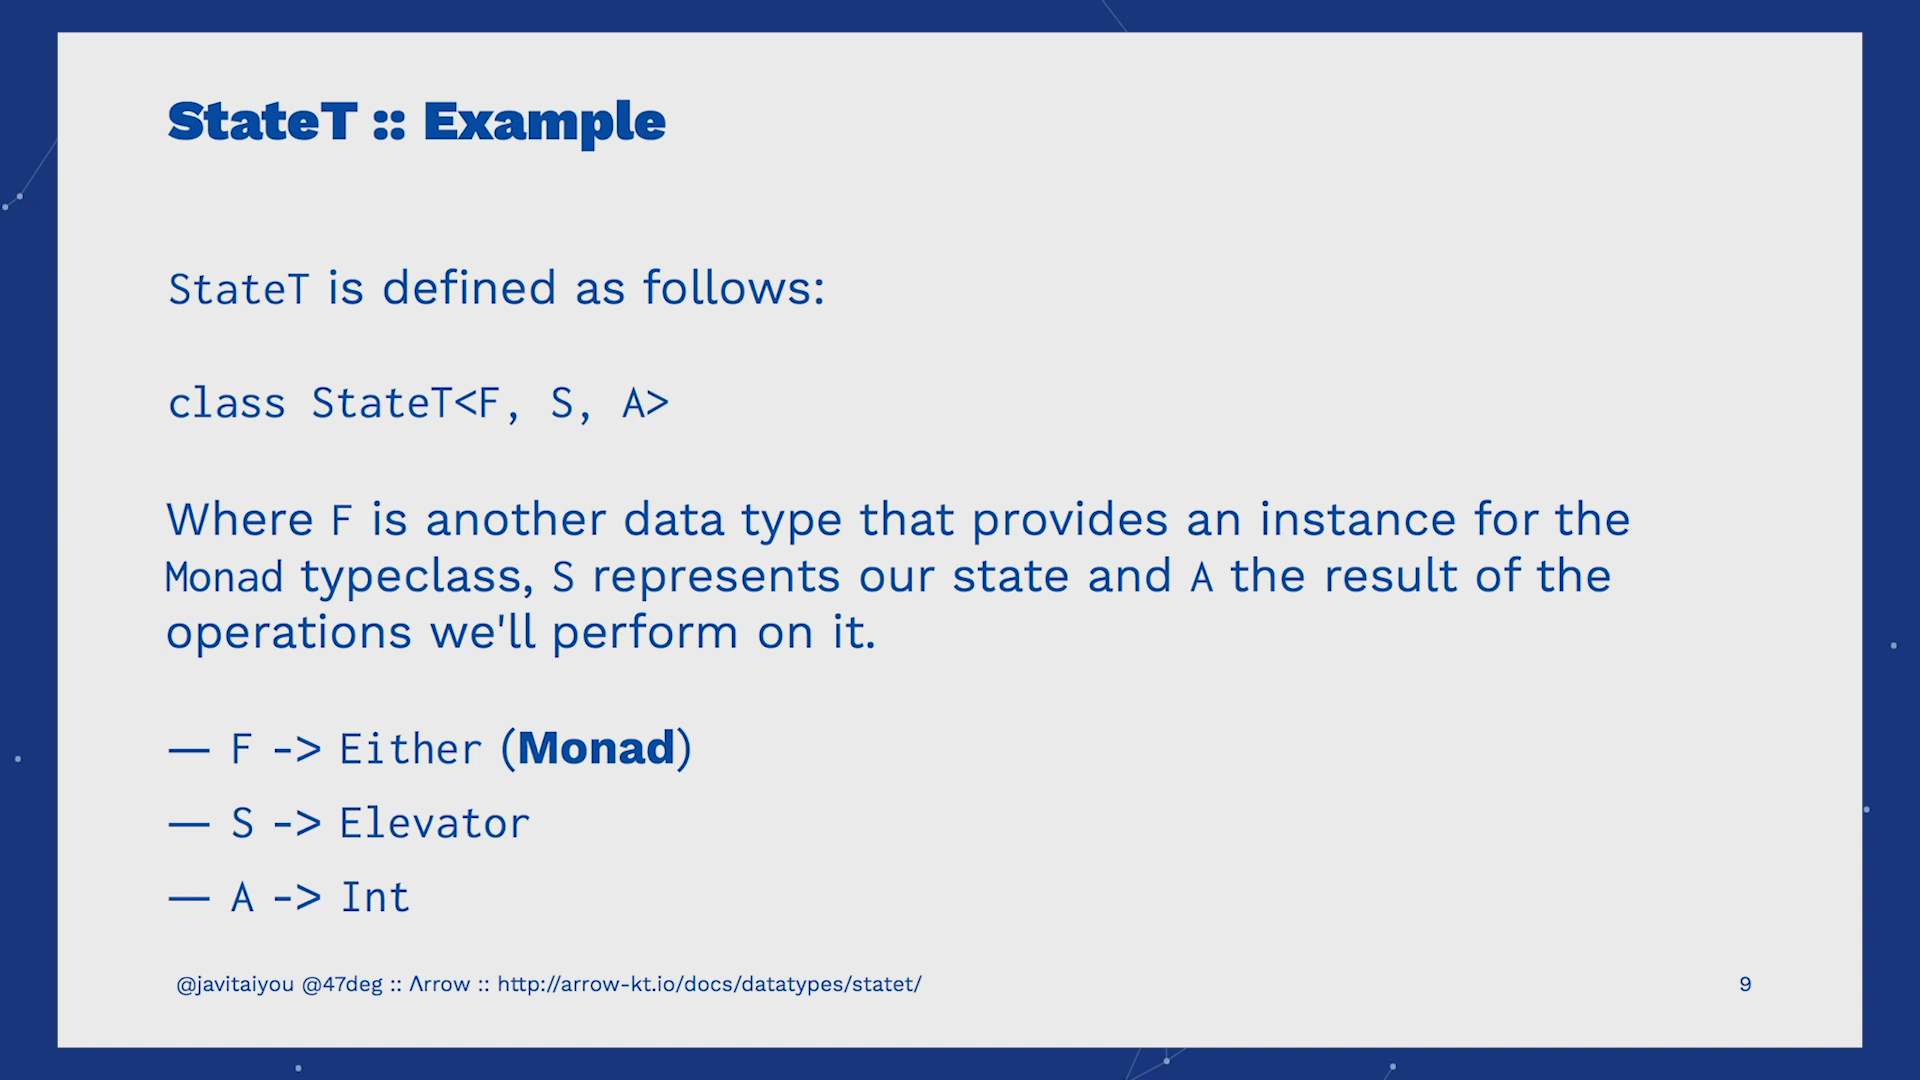 StateT :: Example
StateT is defined as follows:
class StateT<F, S, A>
Where F is another data type that provides an instance for the
Monad typeclass, S represents our state and A the result of the
operations we'll perform on it.
— F -> Either (Monad)
— S -> Elevator
— A -> Int
@javitaiyou @47deg :: Λrrow :: http://arrow-kt.io/docs/datatypes/statet/
9